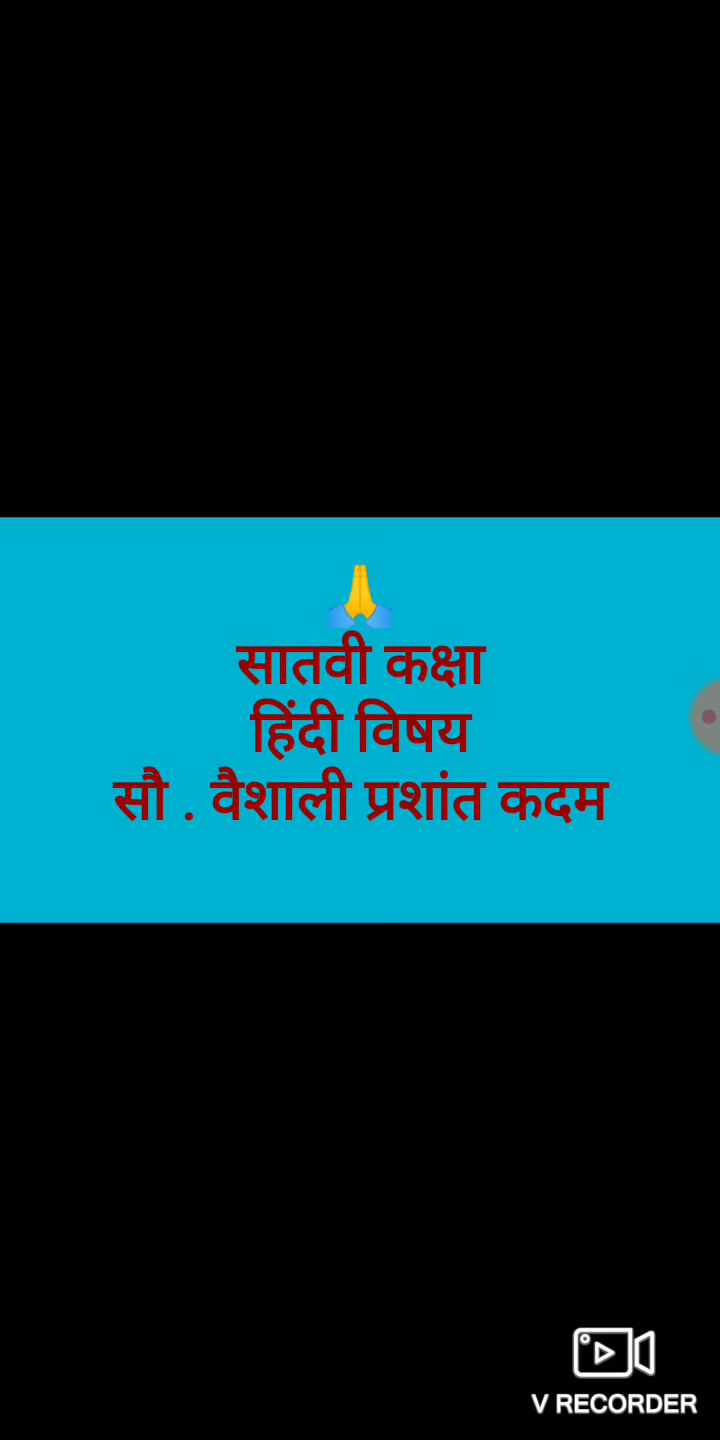 🙏
सातवी कक्षा
हिंदी विषय
सौ . वैशाली प्रशांत कदम
V RECORDER